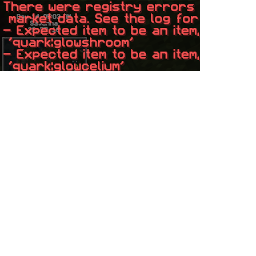 There were registry errors
market data. See the log for
- Expected item to be an item,
'quark:glowshroom'
- Expected item to be an item,
'quark:glowcelium'